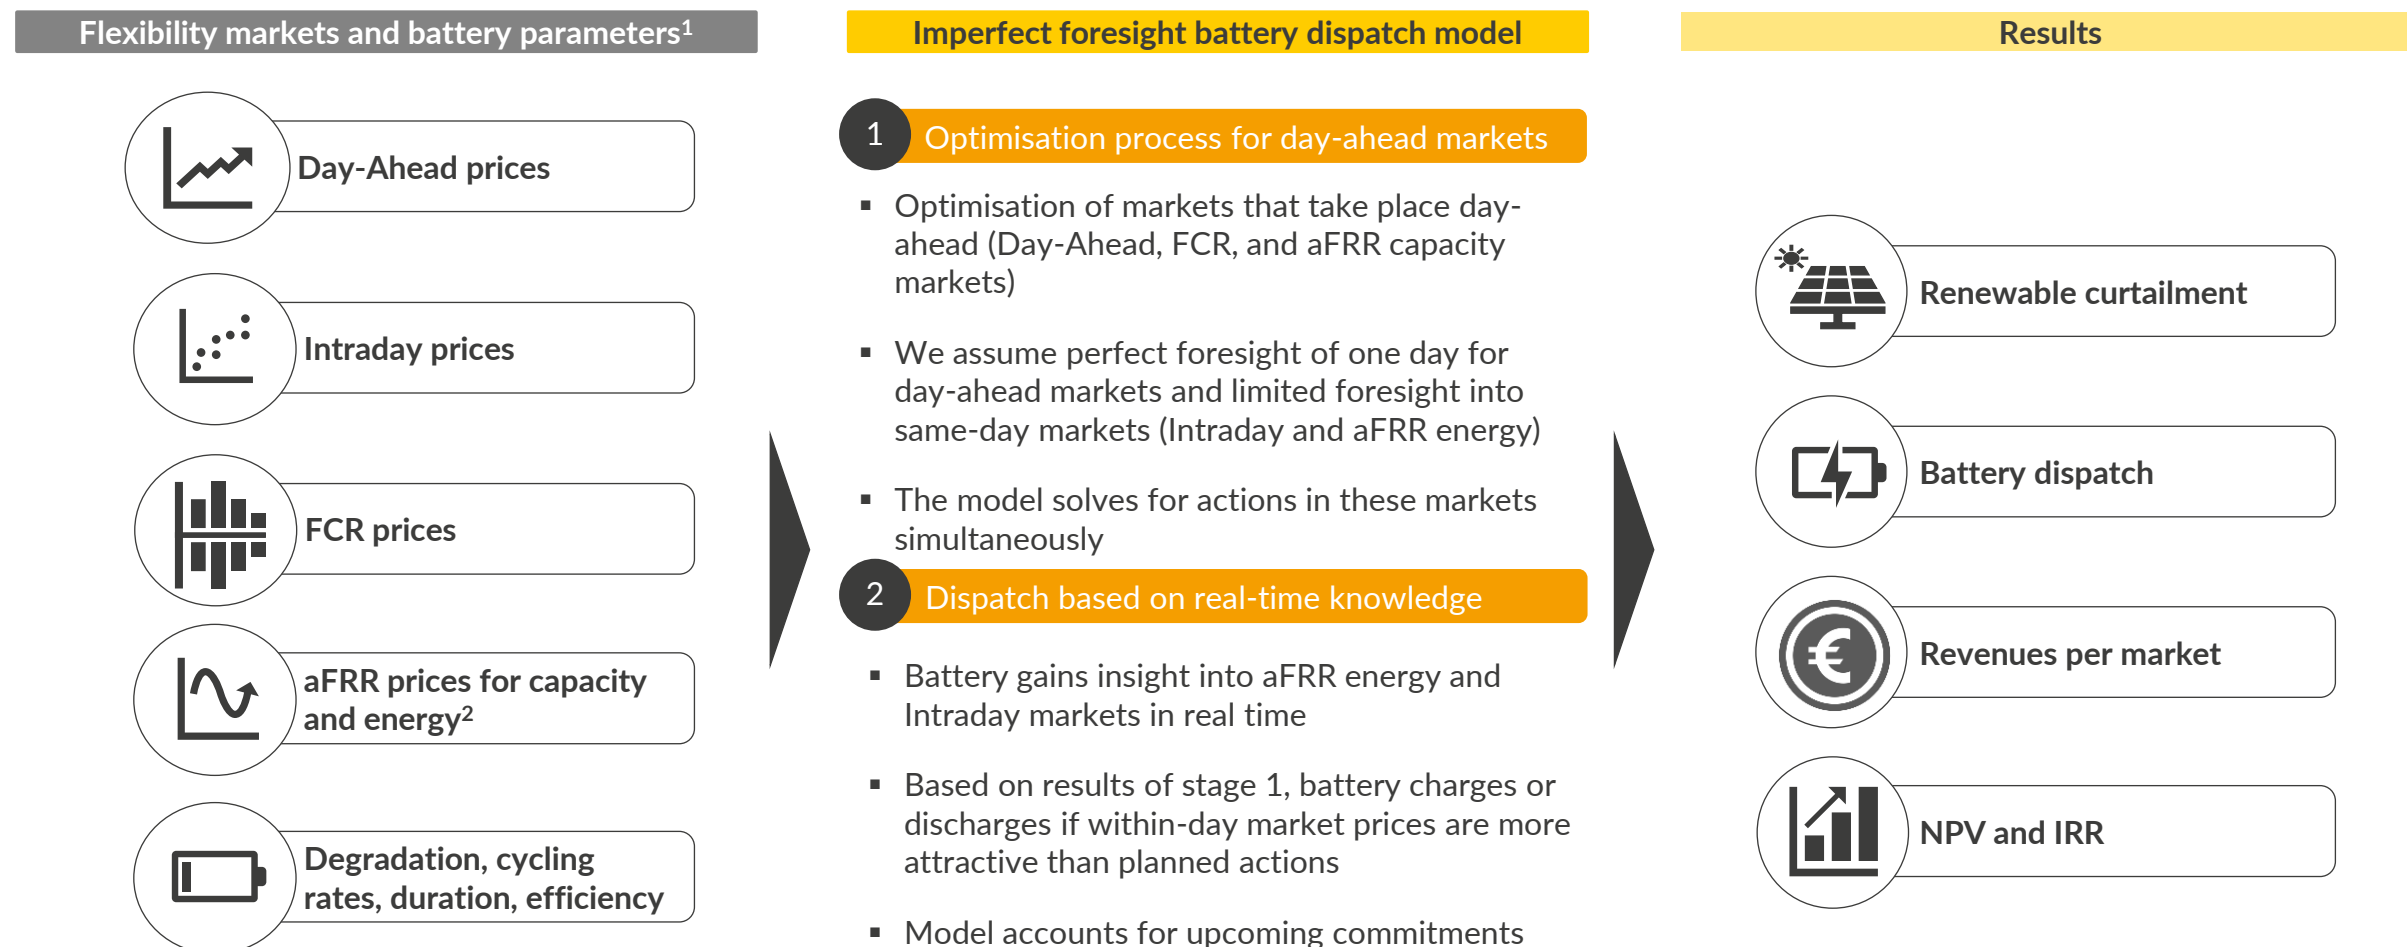 Flexibility markets and battery parameters¹
Day-Ahead prices
Intraday prices
FCR prices
aFRR prices for capacity
and energy²
Degradation, cycling
rates, duration, efficiency
Imperfect foresight battery dispatch model
1
Optimisation process for day-ahead markets
▪ Optimisation of markets that take place day-
ahead (Day-Ahead, FCR, and aFRR capacity
markets)
▪ We assume perfect foresight of one day for
day-ahead markets and limited foresight into
same-day markets (Intraday and aFRR energy)
▪ The model solves for actions in these markets
simultaneously
2
Dispatch based on real-time knowledge
▪ Battery gains insight into aFRR energy and
Intraday markets in real time
▪ Based on results of stage 1, battery charges or
discharges if within-day market prices are more
attractive than planned actions
▪ Model accounts for upcoming commitments
Results
Renewable curtailment
Battery dispatch
€
Revenues per market
NPV and IRR